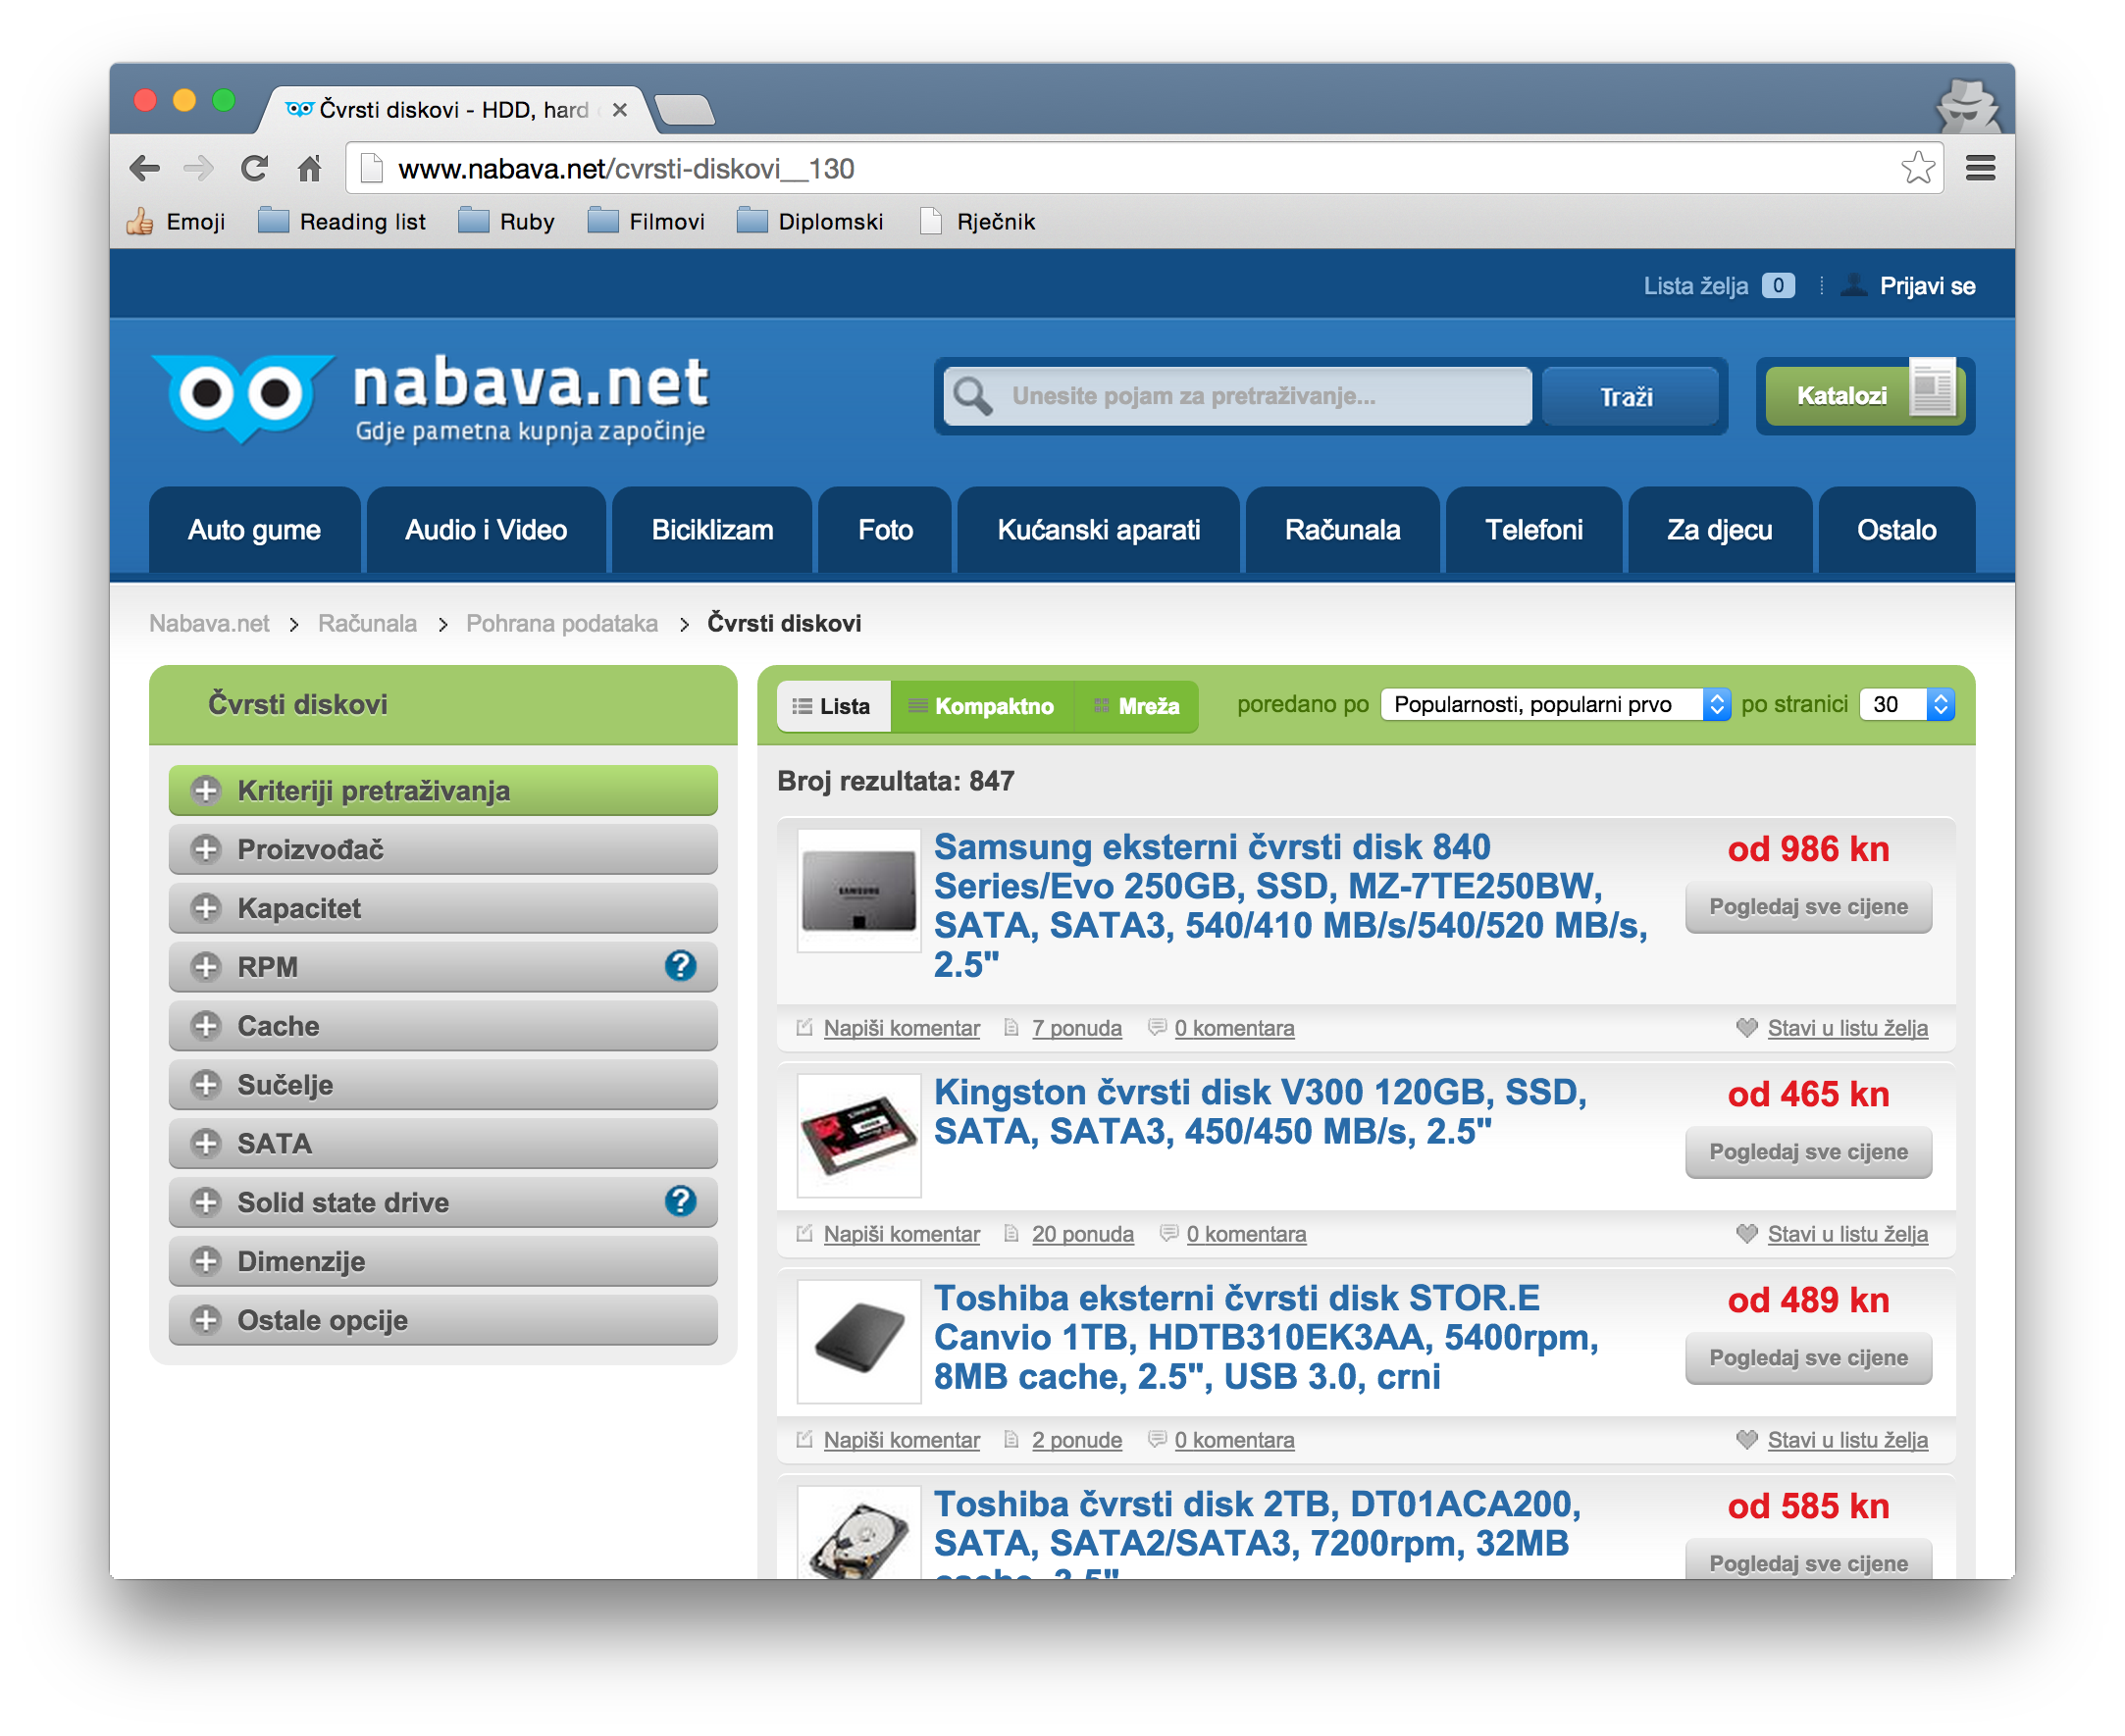 Čvrsti diskovi - HDD, hard
www.nabava.net/cvrsti-diskovi__130
Emoji Reading list Ruby Filmovi Diplomski Rječnik
Lista želja 0 Prijavi se
nabava.net
Gdje pametna kupnja započinje
Unesite pojam za pretraživanje... Traži Katalozi
Auto gume Audio i Video Biciklizam Foto Kućanski aparati Računala Telefoni Za djecu Ostalo
Nabava.net > Računala > Pohrana podataka > Čvrsti diskovi
Čvrsti diskovi
Kriteriji pretraživanja
Proizvođač
Kapacitet
RPM ?
Cache
Sučelje
SATA
Solid state drive ?
Dimenzije
Ostale opcije
Lista Kompaktno Mreža poredano po Popularnosti, popularni prvo po stranici 30
Broj rezultata: 847
SAMSUNG
Samsung eksterni čvrsti disk 840
Series/Evo 250GB, SSD, MZ-7TE250BW,
SATA, SATA3, 540/410 MB/s/540/520 MB/s,
2.5"
od 986 kn
Pogledaj sve cijene
Napiši komentar 7 ponuda 0 komentara Stavi u listu želja
Kingston čvrsti disk V300 120GB, SSD,
SATA, SATA3, 450/450 MB/s, 2.5"
od 465 kn
Pogledaj sve cijene
Napiši komentar 20 ponuda 0 komentara Stavi u listu želja
Toshiba eksterni čvrsti disk STOR.E
Canvio 1TB, HDTB310EK3AA, 5400rpm,
8MB cache, 2.5", USB 3.0, crni
od 489 kn
Pogledaj sve cijene
Napiši komentar 2 ponude 0 komentara Stavi u listu želja
Toshiba čvrsti disk 2TB, DT01ACA200,
SATA, SATA2/SATA3, 7200rpm, 32MB
cache, 3.5"
od 585 kn
Pogledaj sve cijene